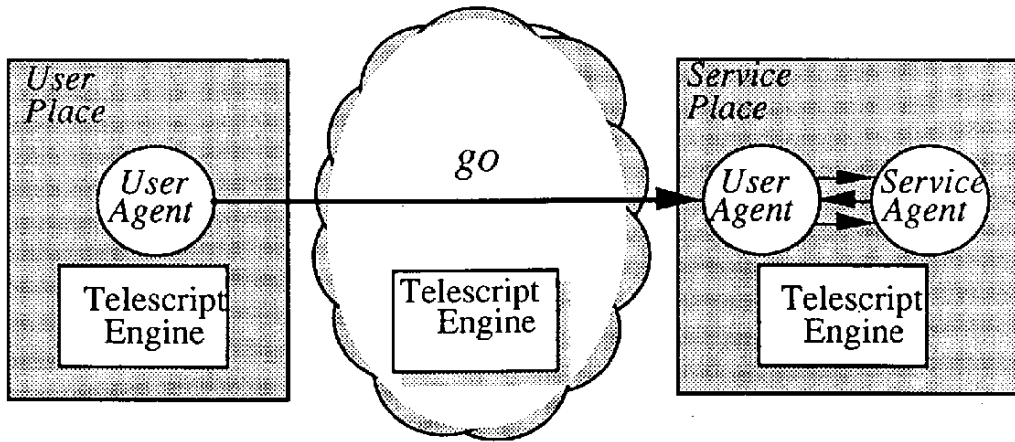 User
Place
User
Agent
Telescript
Engine
go
Telescript
Engine
Service
Place
User
Agent
Service
Agent
Telescript
Engine